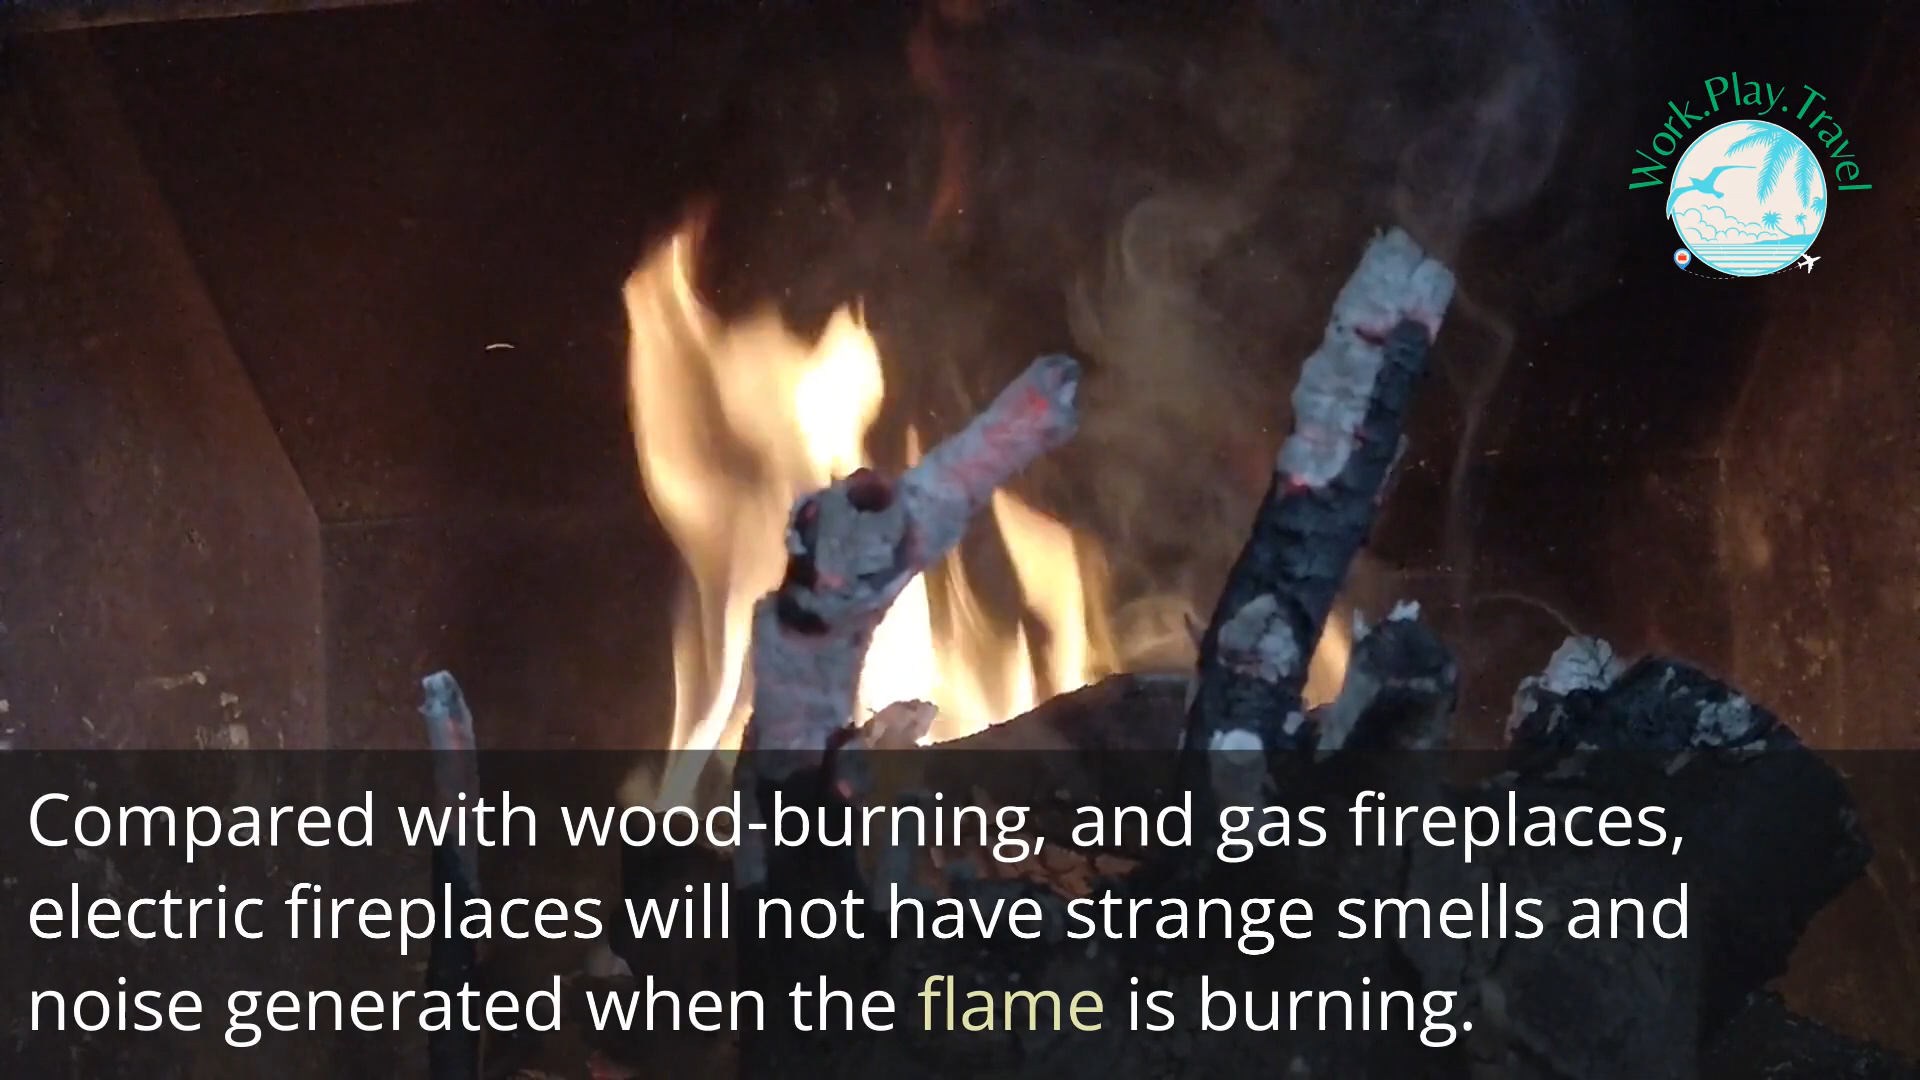 Work.Play.Travel
Compared with wood-burning, and gas fireplaces,
electric fireplaces will not have strange smells and
noise generated when the flame is burning.